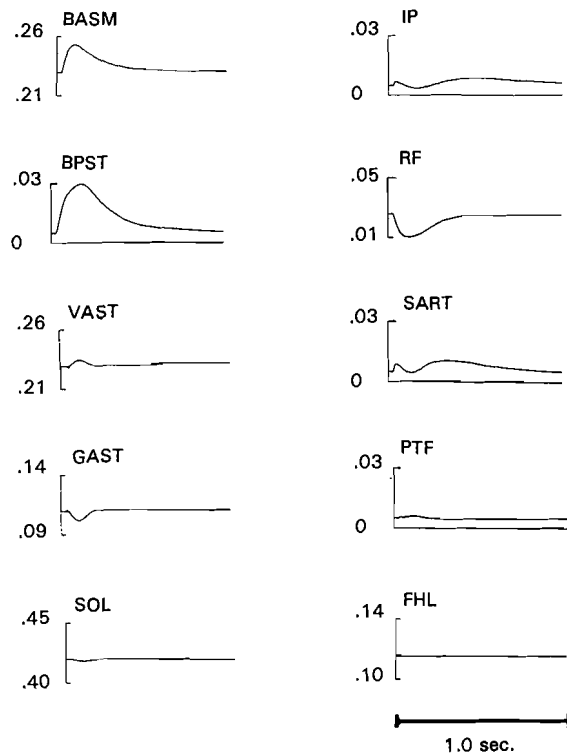 BASM
.26
.21
BPST
.03
0
VAST
.26
.21
GAST
.14
.09
SOL
.45
.40
IP
.03
0
RF
.05
.01
SART
.03
0
PTF
.03
0
FHL
.14
.10
1.0 sec.